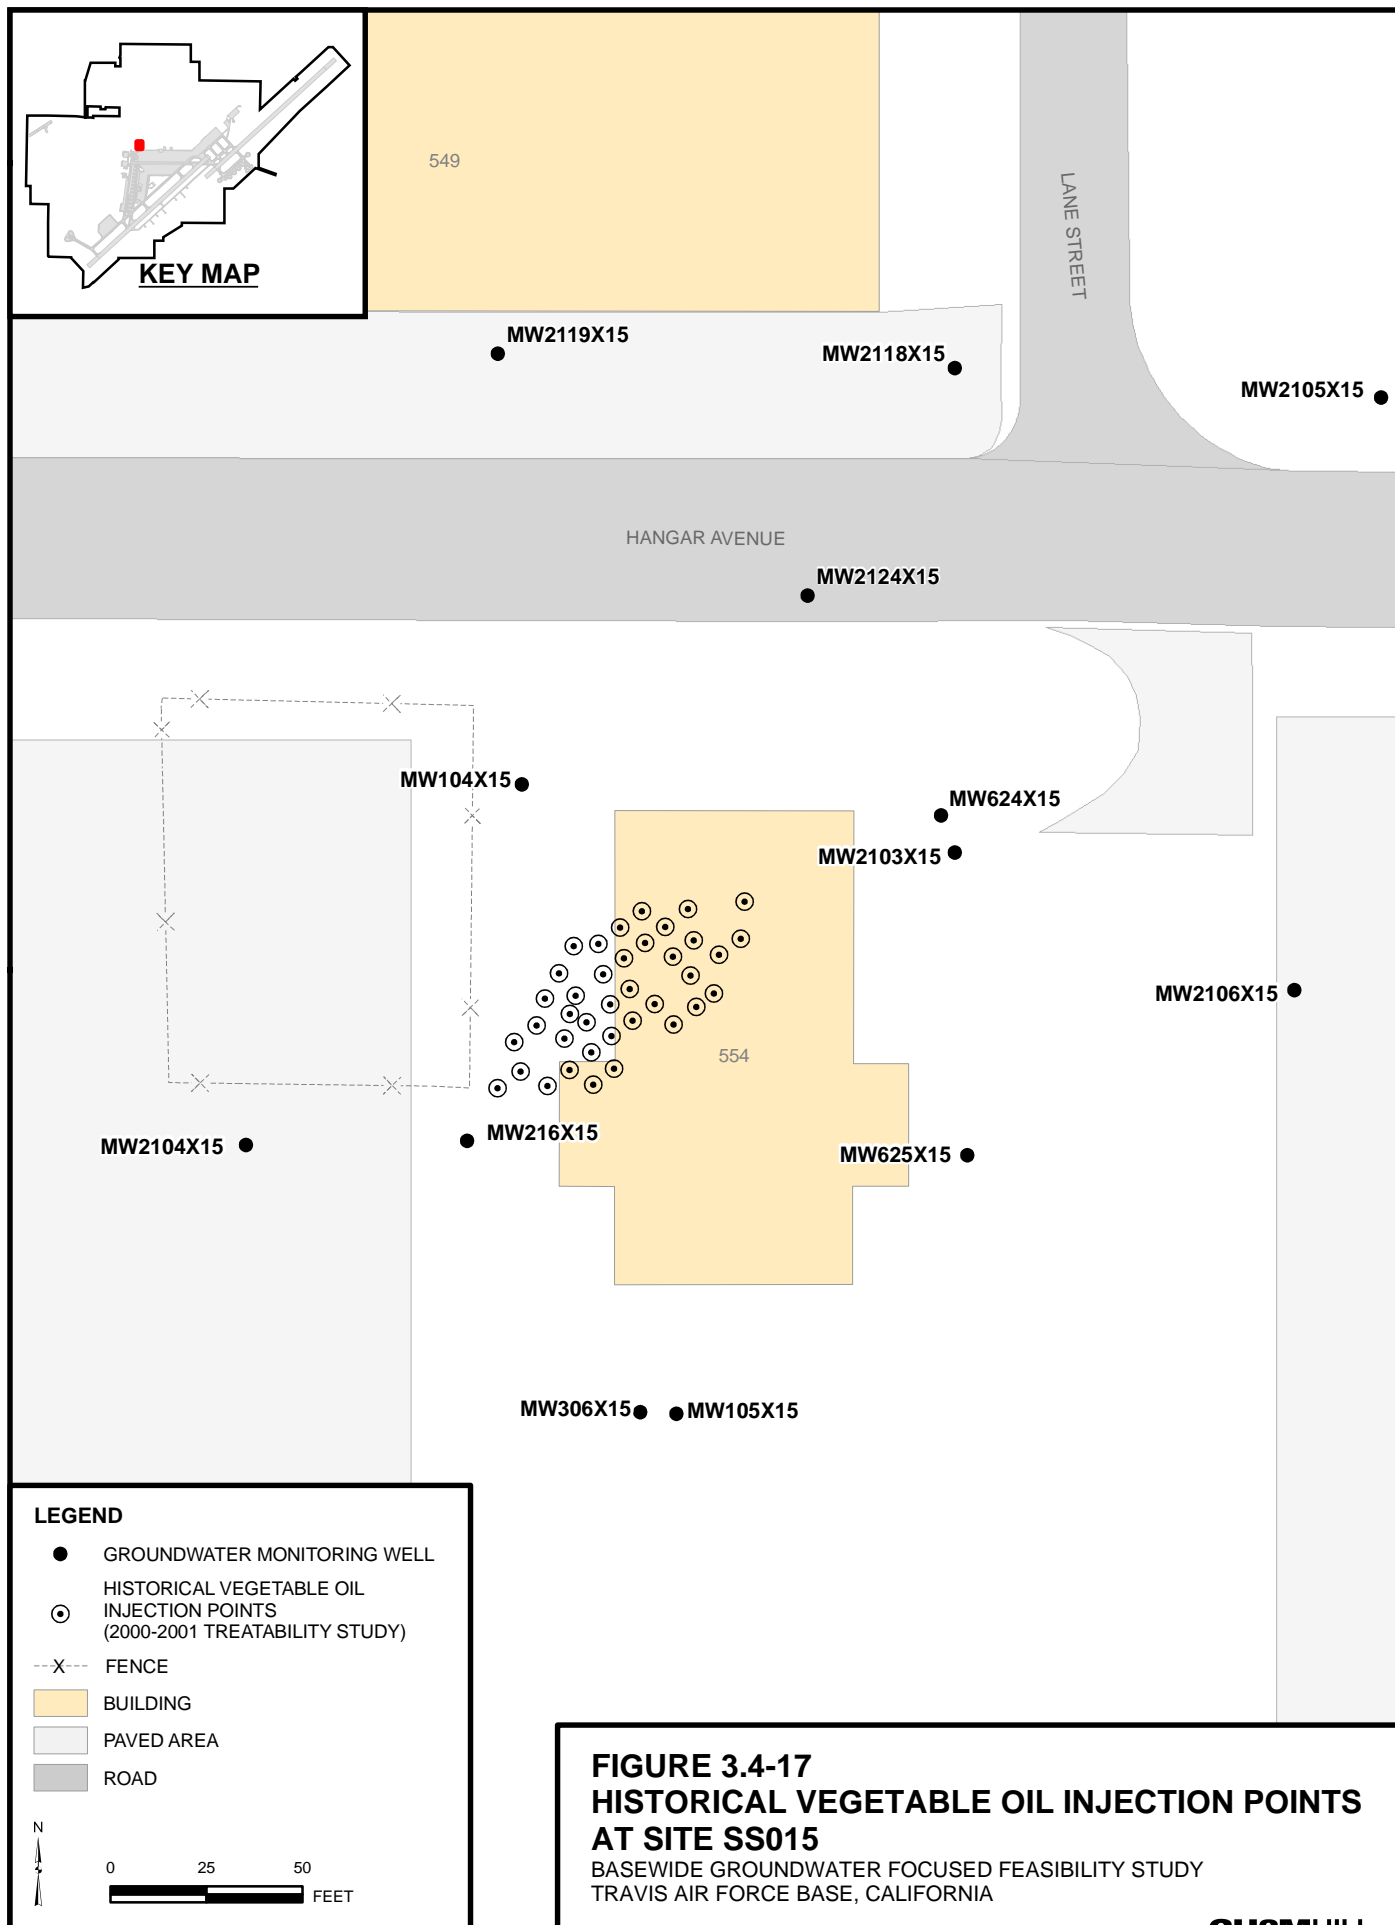 KEY MAP
549
LANE STREET
MW2119X15
MW2118X15
MW2105X15
HANGAR AVENUE
MW2124X15
MW104X15
MW624X15
MW2103X15
MW2106X15
554
MW2104X15
MW216X15
MW625X15
MW306X15
MW105X15
LEGEND
GROUNDWATER MONITORING WELL
HISTORICAL VEGETABLE OIL
INJECTION POINTS
(2000-2001 TREATABILITY STUDY)
X FENCE
BUILDING
PAVED AREA
ROAD
N
0 25 50
FEET
FIGURE 3.4-17
HISTORICAL VEGETABLE OIL INJECTION POINTS
AT SITE SS015
BASEWIDE GROUNDWATER FOCUSED FEASIBILITY STUDY
TRAVIS AIR FORCE BASE, CALIFORNIA